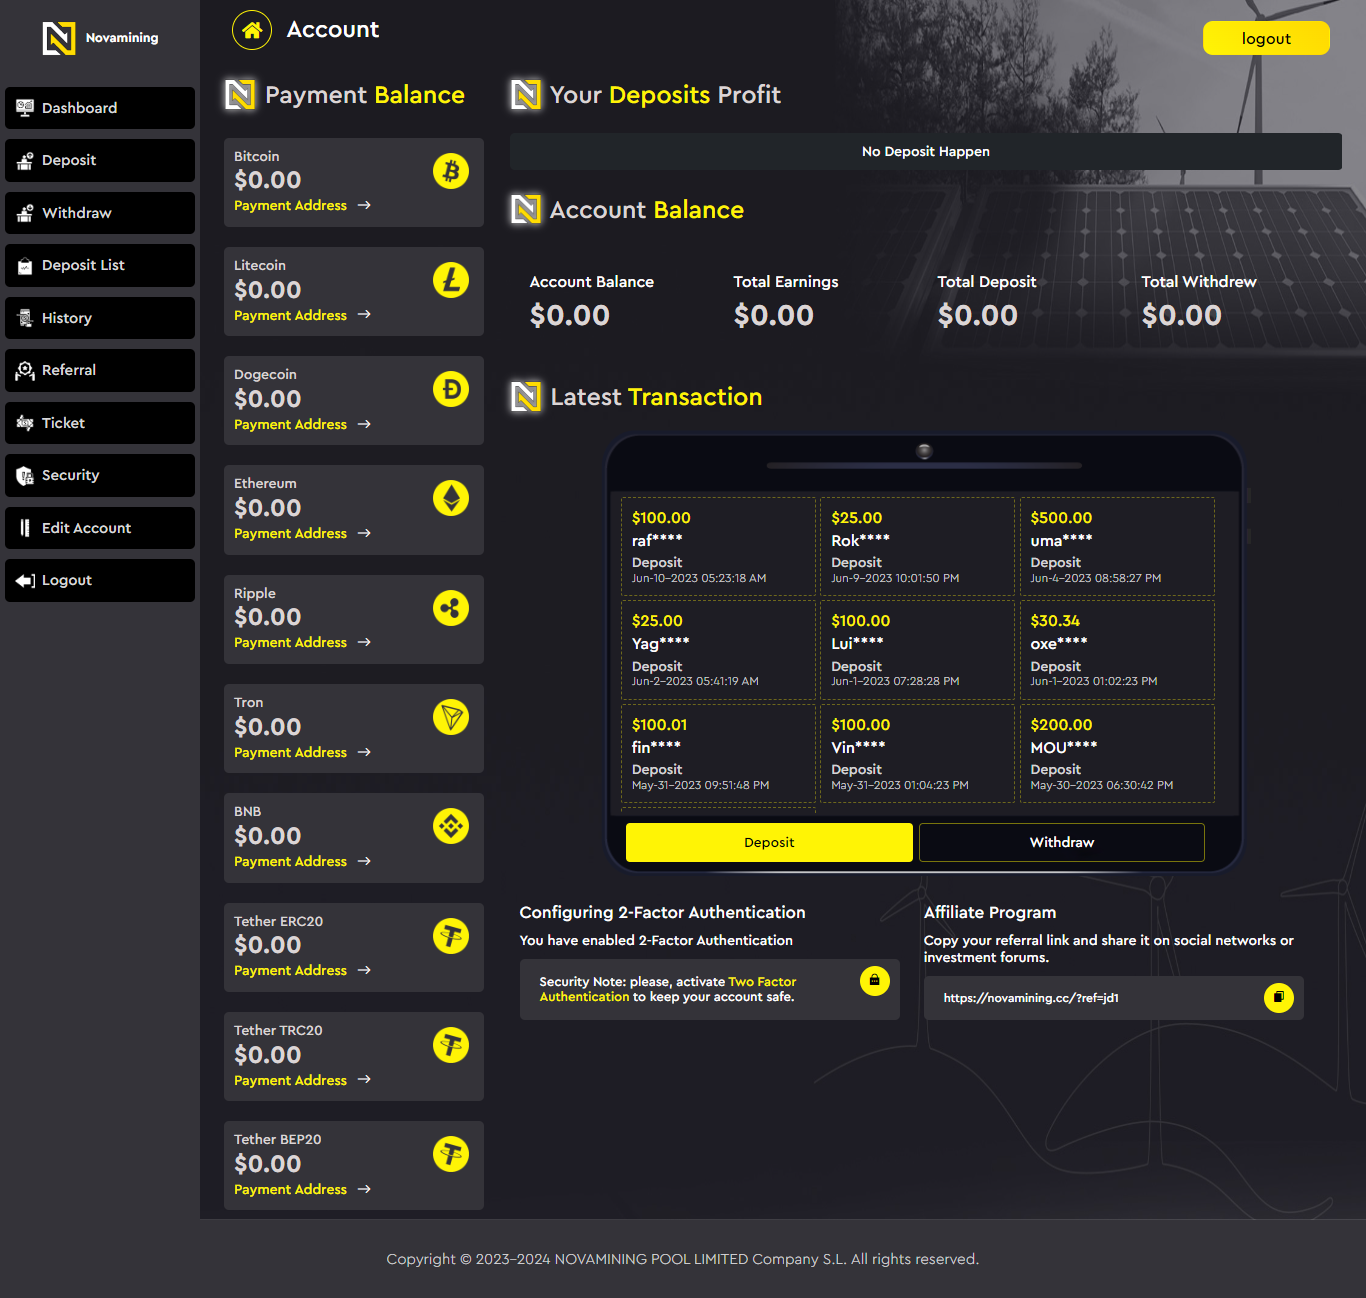 Novamining
Dashboard
Deposit
Withdraw
Deposit List
History
Referral
Ticket
Security
Edit Account
Logout
Account
logout
Payment Balance
Bitcoin
$0.00
Payment Address →
Litecoin
$0.00
Payment Address →
Dogecoin
$0.00
Payment Address →
Ethereum
$0.00
Payment Address →
Ripple
$0.00
Payment Address →
Tron
$0.00
Payment Address →
BNB
$0.00
Payment Address →
Tether ERC20
$0.00
Payment Address →
Tether TRC20
$0.00
Payment Address →
Tether BEP20
$0.00
Payment Address →
Your Deposits Profit
No Deposit Happen
Account Balance
Account Balance
$0.00
Total Earnings
$0.00
Total Deposit
$0.00
Total Withdrew
$0.00
Latest Transaction
$100.00
raf****
Deposit
Jun-10-2023 05:23:18 AM
$25.00
Rok****
Deposit
Jun-9-2023 10:01:50 PM
$500.00
uma****
Deposit
Jun-4-2023 08:58:27 PM
$25.00
Yag****
Deposit
Jun-2-2023 05:41:19 AM
$100.00
Lui****
Deposit
Jun-1-2023 07:28:28 PM
$30.34
oxe****
Deposit
Jun-1-2023 01:02:23 PM
$100.01
fin****
Deposit
May-31-2023 09:51:48 PM
$100.00
Vin****
Deposit
May-31-2023 01:04:23 PM
$200.00
MOU****
Deposit
May-30-2023 06:30:42 PM
Deposit
Withdraw
Configuring 2-Factor Authentication
You have enabled 2-Factor Authentication
Security Note: please, activate Two Factor
Authentication to keep your account safe.
Affiliate Program
Copy your referral link and share it on social networks or
investment forums.
https://novamining.cc/?ref=jd1
Copyright © 2023-2024 NOVAMINING POOL LIMITED Company S.L. All rights reserved.